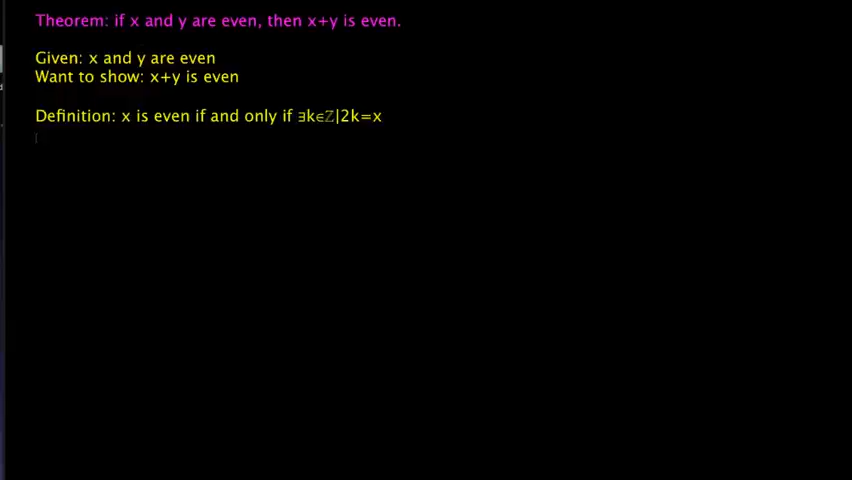 Theorem: if x and y are even, then x+y is even.
Given: x and y are even
Want to show: x+y is even
Definition: x is even if and only if ∃k∈ℤ|2k=x